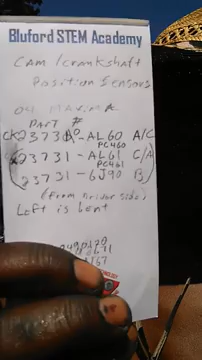 Bluford STEM Academy
Cam/Crankshaft
Position Sensors
04 Maxima
Part #
23731-AL60 A/C
PC460
23731-AL61 C/A
PC461
23731-6J90 B
(from driver side)
Left is bent